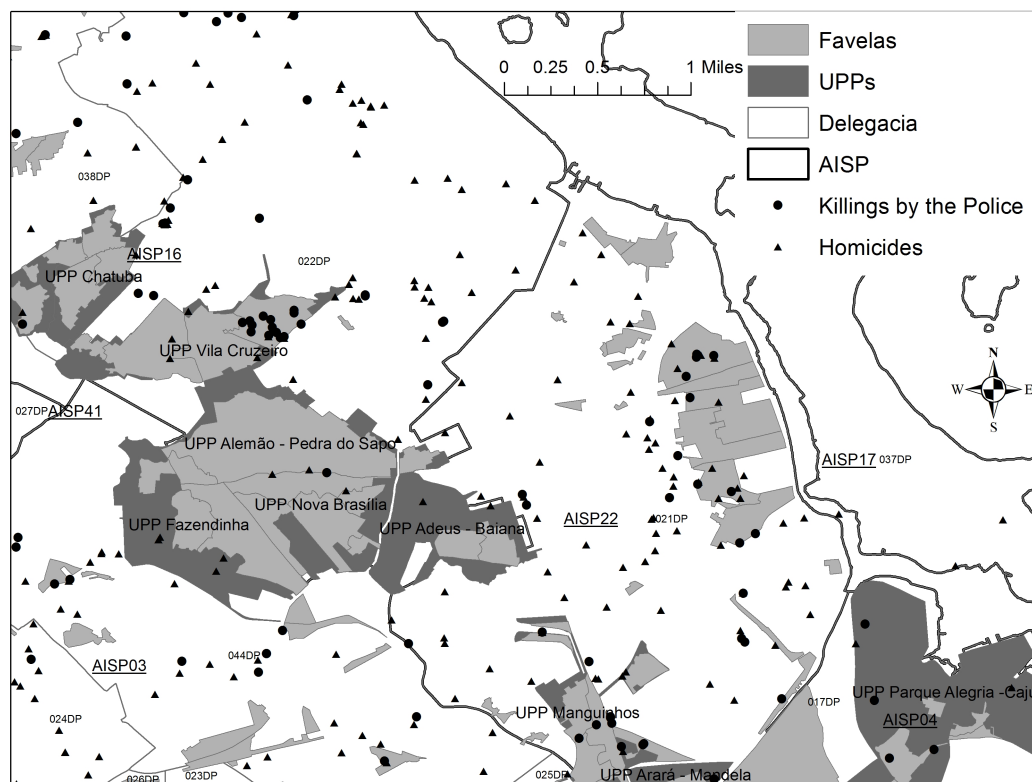 Favelas
0 0.25 0.5 1 Miles
UPPs
Delegacia
AISP
038DP
Killings by the Police
AISP16
Homicides
022DP
UPP Chatuba
UPP Vila Cruzeiro
N
W E
S
027DP AISP41
UPP Alemão - Pedra do Sapo
AISP17 037DP
UPP Nova Brasília
UPP Fazendinha
UPP Adeus - Baiana
AISP22
021DP
044DP
AISP03
UPP Parque Alegria -Caju
017DP
UPP Manguinhos
AISP04
024DP
026DP
023DP
025DP
UPP Arará - Mandela